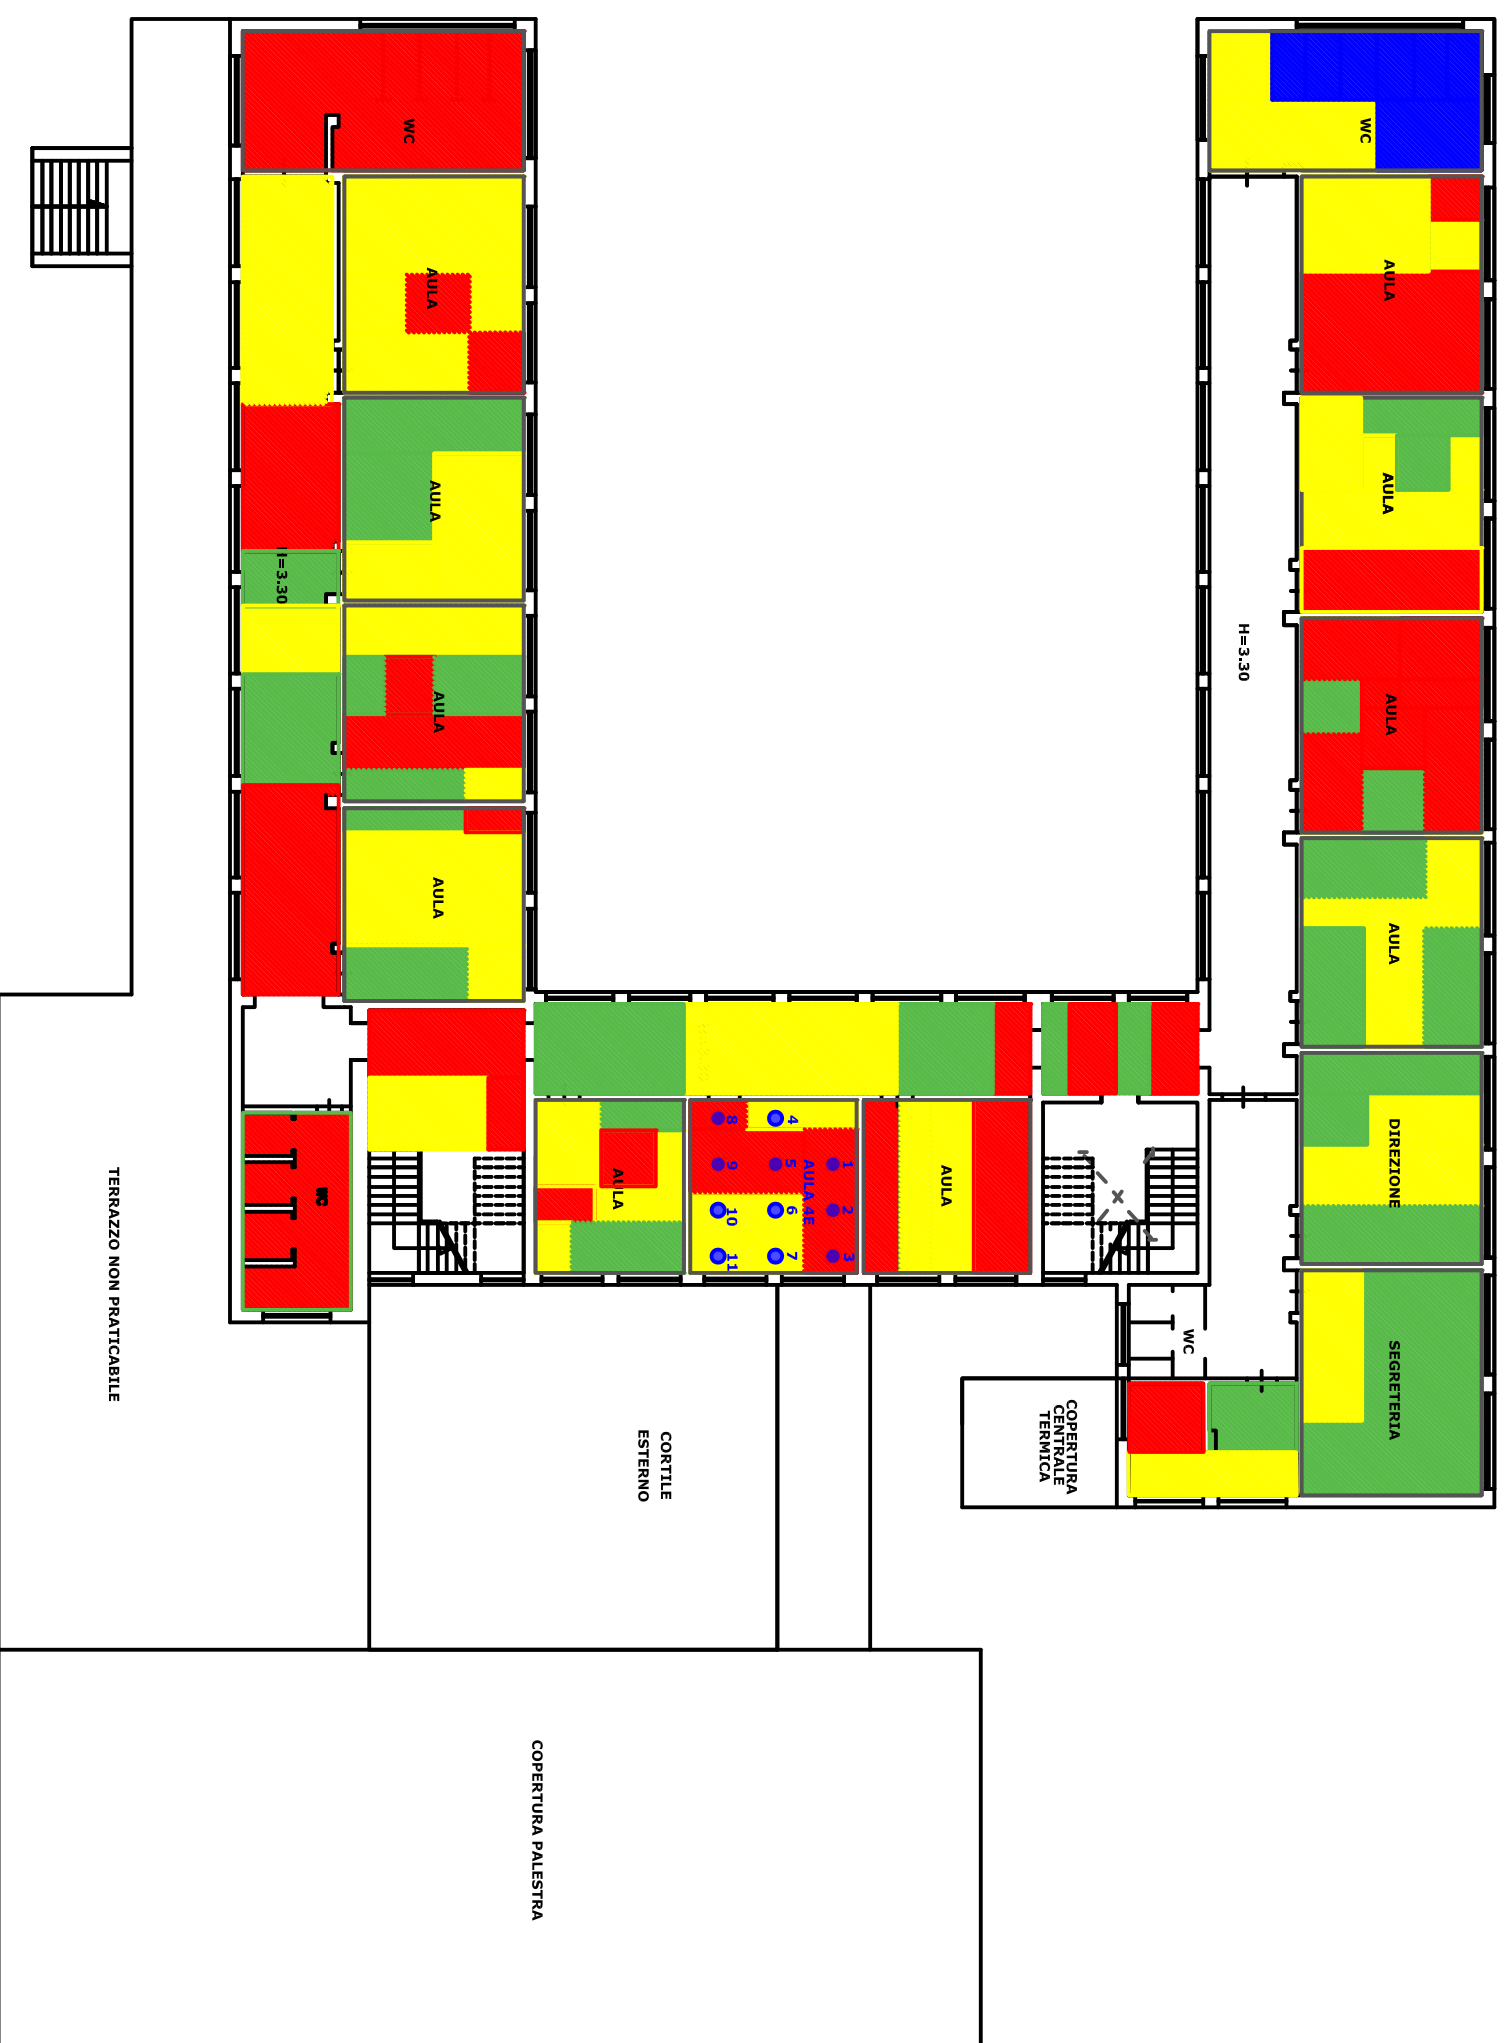 WC
WC
AULA
AULA
AULA
AULA
H=3.30
H=3.30
AULA
AULA
AULA
AULA
DIREZIONE
AULA
AULA 4E
AULA
8
4
9
5
1
10
6
2
11
7
3
WC
WC
SEGRETERIA
TERRAZZO NON PRATICABILE
CORTILE
ESTERNO
COPERTURA
CENTRALE
TERMICA
COPERTURA PALESTRA